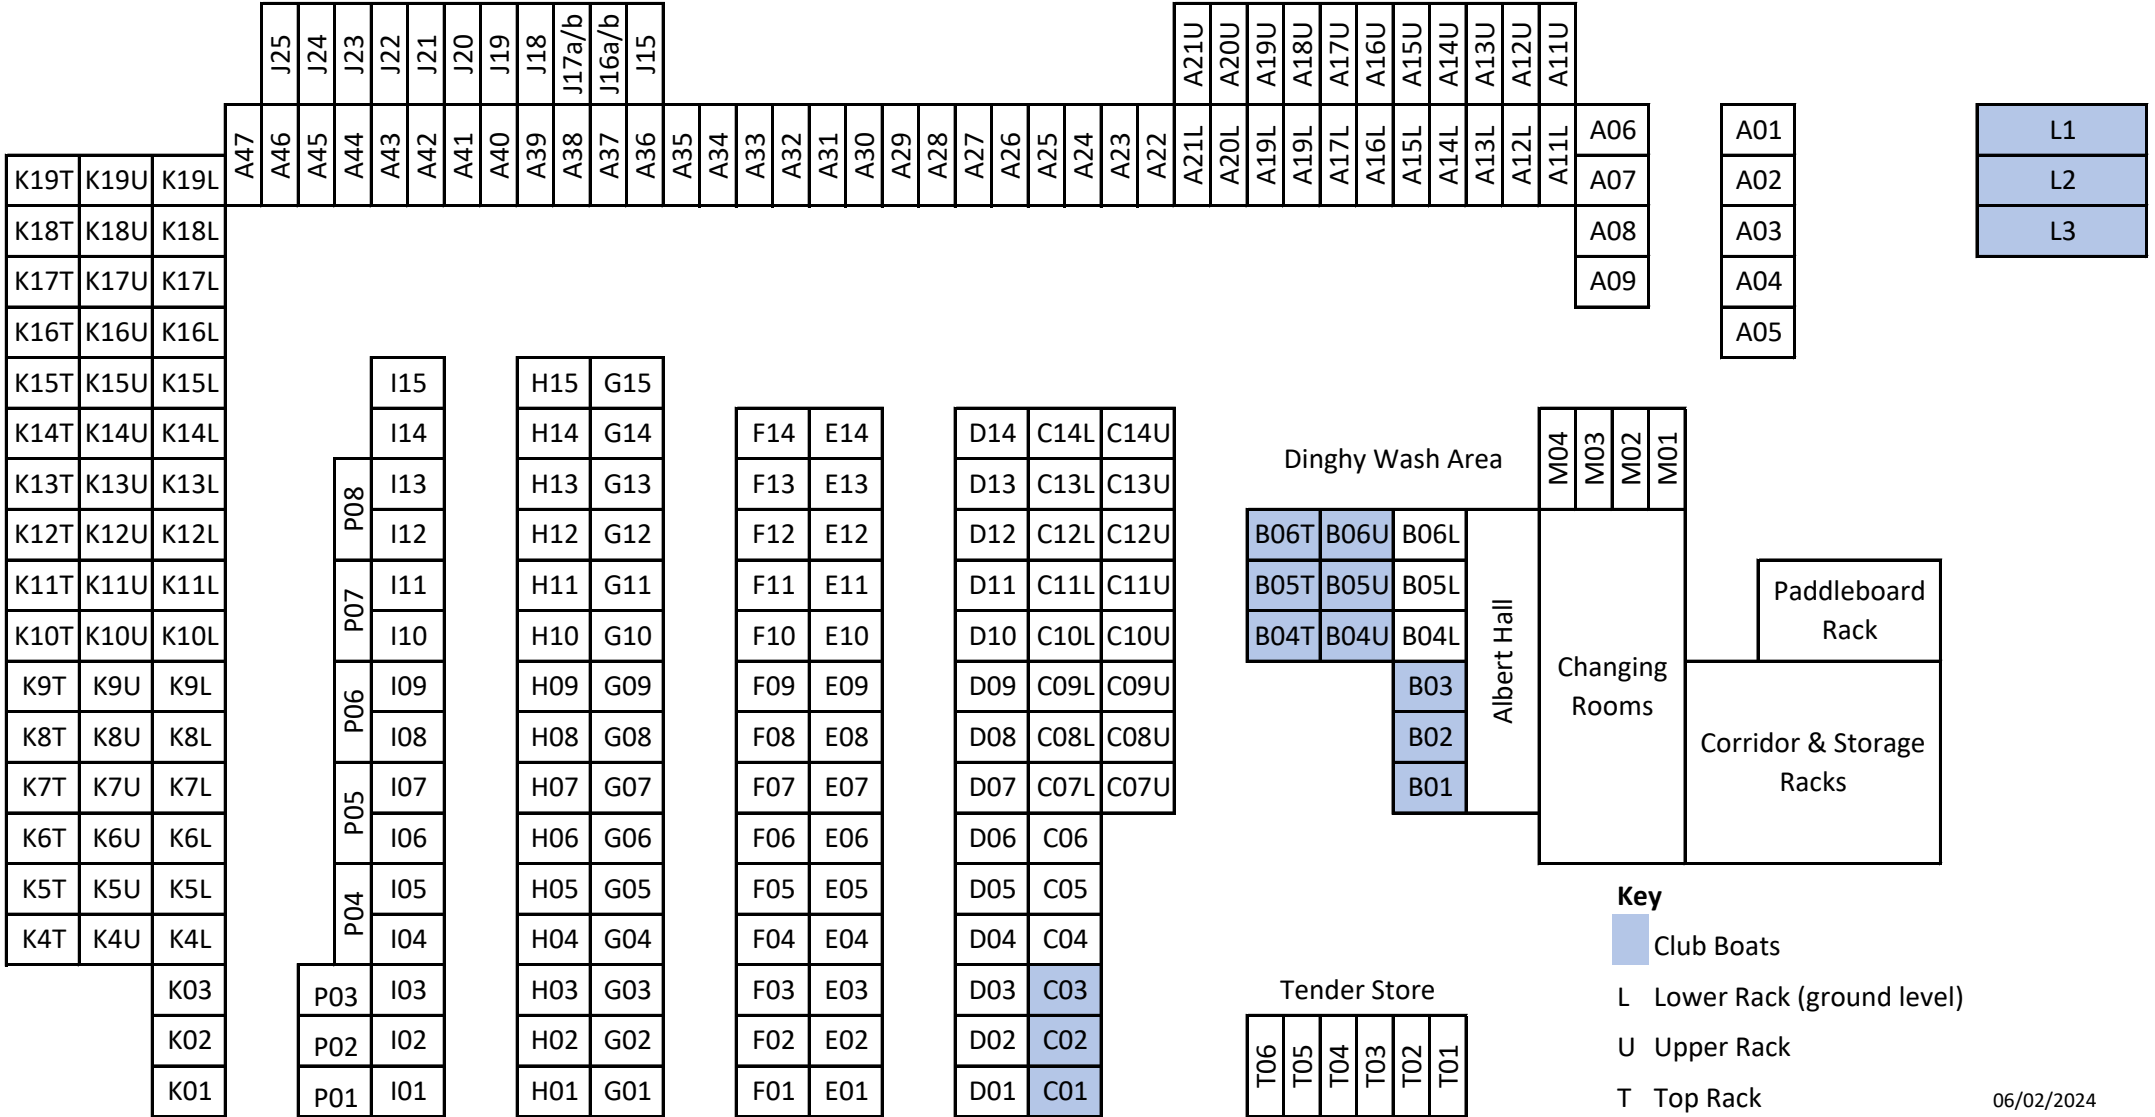 J25 J24 J23 J22 J21 J20 J19 J18 J17a/b J16a/b J15 A21U A20U A19U A18U A17U A16U A15U A14U A13U A12U A11U
A47 A46 A45 A44 A43 A42 A41 A40 A39 A38 A37 A36 A35 A34 A33 A32 A31 A30 A29 A28 A27 A26 A25 A24 A23 A22 A21L A20L A19L A19L A17L A16L A15L A14L A13L A12L A11L
A06 A01 L1
K19T K19U K19L A07 A02 L2
K18T K18U K18L A08 A03 L3
K17T K17U K17L A09 A04
K16T K16U K16L A05
K15T K15U K15L I15 H15 G15
K14T K14U K14L I14 H14 G14 F14 E14 D14 C14L C14U M04 M03 M02 M01
Dinghy Wash Area
K13T K13U K13L P08 I13 H13 G13 F13 E13 D13 C13L C13U
K12T K12U K12L I12 H12 G12 F12 E12 D12 C12L C12U B06T B06U B06L
K11T K11U K11L P07 I11 H11 G11 F11 E11 D11 C11L C11U B05T B05U B05L
K10T K10U K10L I10 H10 G10 F10 E10 D10 C10L C10U B04T B04U B04L
Albert Hall
Changing
Rooms
Paddleboard
Rack
K9T K9U K9L P06 I09 H09 G09 F09 E09 D09 C09L C09U B03
K8T K8U K8L I08 H08 G08 F08 E08 D08 C08L C08U B02
Corridor & Storage
Racks
K7T K7U K7L P05 I07 H07 G07 F07 E07 D07 C07L C07U B01
K6T K6U K6L I06 H06 G06 F06 E06 D06 C06
K5T K5U K5L P04 I05 H05 G05 F05 E05 D05 C05
K4T K4U K4L I04 H04 G04 F04 E04 D04 C04
K03 P03 I03 H03 G03 F03 E03 D03 C03
K02 P02 I02 H02 G02 F02 E02 D02 C02
K01 P01 I01 H01 G01 F01 E01 D01 C01
Tender Store
T06 T05 T04 T03 T02 T01
Key
Club Boats
L Lower Rack (ground level)
U Upper Rack
T Top Rack
06/02/2024